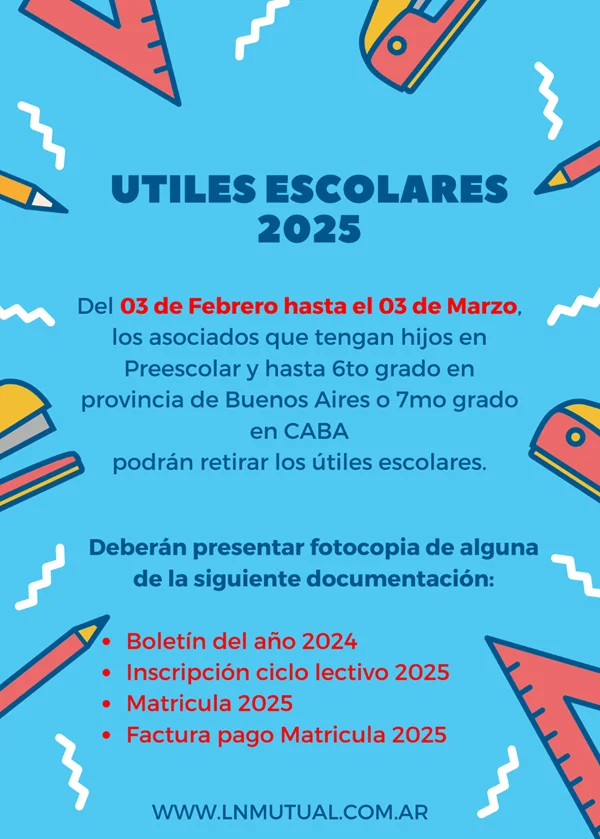 UTILES ESCOLARES
2025
Del 03 de Febrero hasta el 03 de Marzo,
los asociados que tengan hijos en
Preescolar y hasta 6to grado en
provincia de Buenos Aires o 7mo grado
en CABA
podrán retirar los útiles escolares.
Deberán presentar fotocopia de alguna
de la siguiente documentación:
• Boletín del año 2024
• Inscripción ciclo lectivo 2025
• Matricula 2025
• Factura pago Matricula 2025
WWW.LNMUTUAL.COM.AR